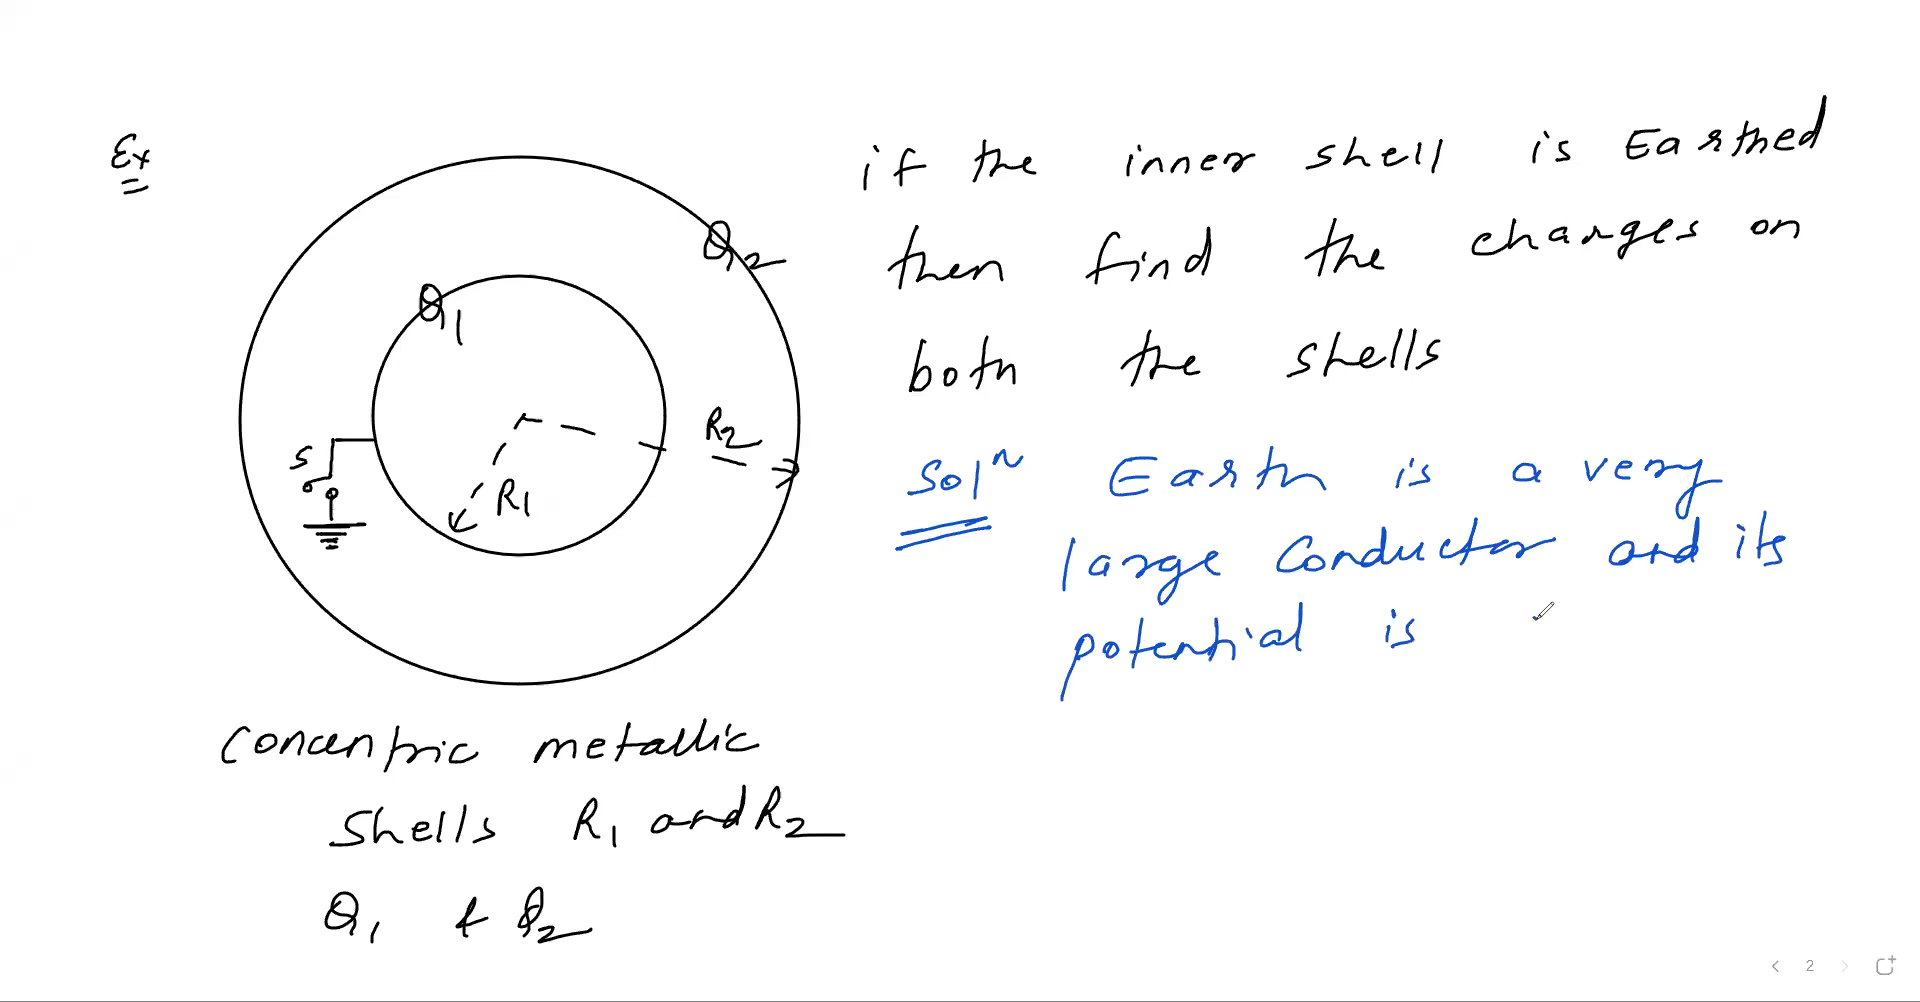 Ex
if the inner shell is Earthed
then find the charges on
both the shells
Q1
Q2
R2
R1
S
Solⁿ Earth is a very
large Conductor and its
potential is
Concentric metallic
Shells R1 and R2
Q1 & Q2
2